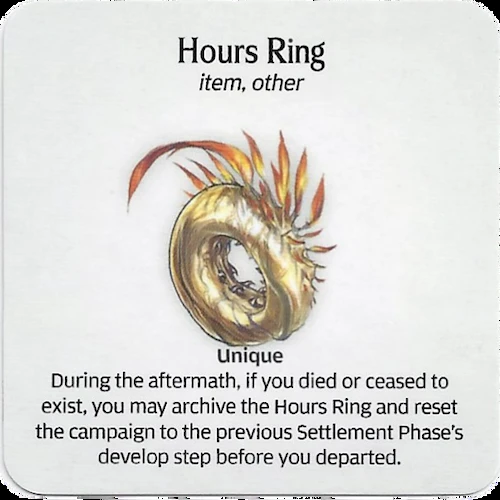 Hours Ring
item, other
Unique
During the aftermath, if you died or ceased to
exist, you may archive the Hours Ring and reset
the campaign to the previous Settlement Phase's
develop step before you departed.